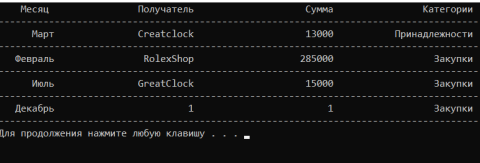 Месяц Получатель Сумма Категории
Март Creatclock 13000 Принадлежности
Февраль RolexShop 285000 Закупки
Июль GreatClock 15000 Закупки
Декабрь 1 1 Закупки
Для продолжения нажмите любую клавишу . . .